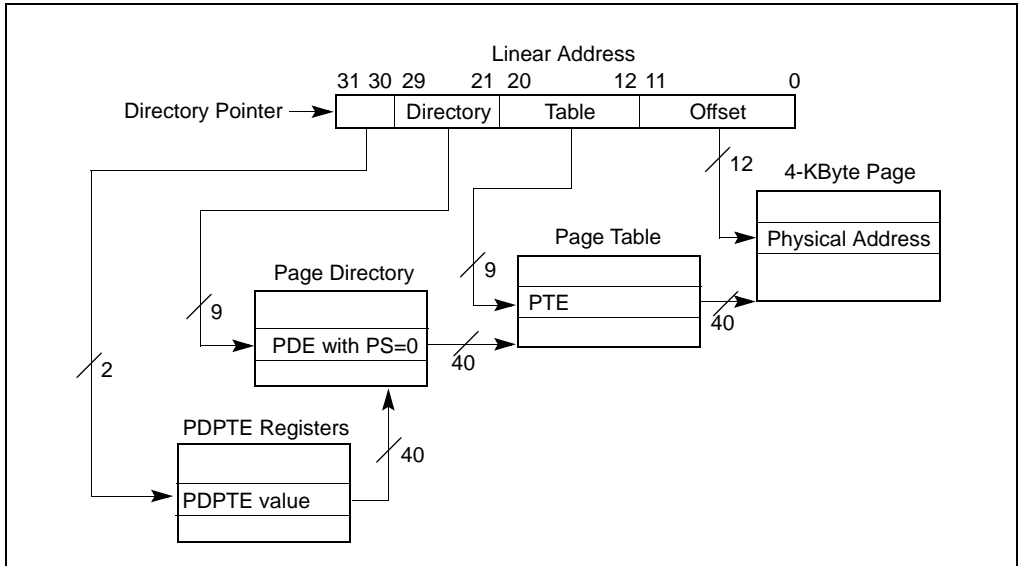 Linear Address
31 30 29 21 20 12 11 0
Directory Pointer Directory Table Offset
12
4-KByte Page
Physical Address
Page Table
9
PTE
40
Page Directory
9
PDE with PS=0
40
2
PDPTE Registers
40
PDPTE value